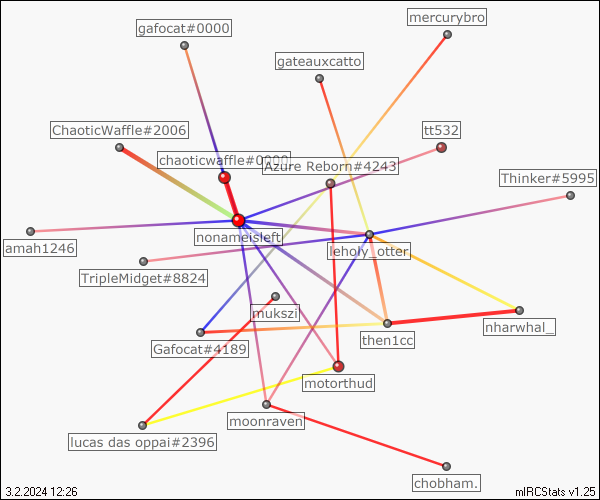 mercurybro
gafocat#0000
gateauxcatto
ChaoticWaffle#2006
tt532
chaoticwaffle#0000
Azure Reborn#4243
Thinker#5995
nonameisleft
amah1246
leholy_otter
TripleMidget#8824
mukszi
nharwhal_
then1cc
Gafocat#4189
motorthud
moonraven
lucas das oppai#2396
chobham.
3.2.2024 12:26
mIRCStats v1.25